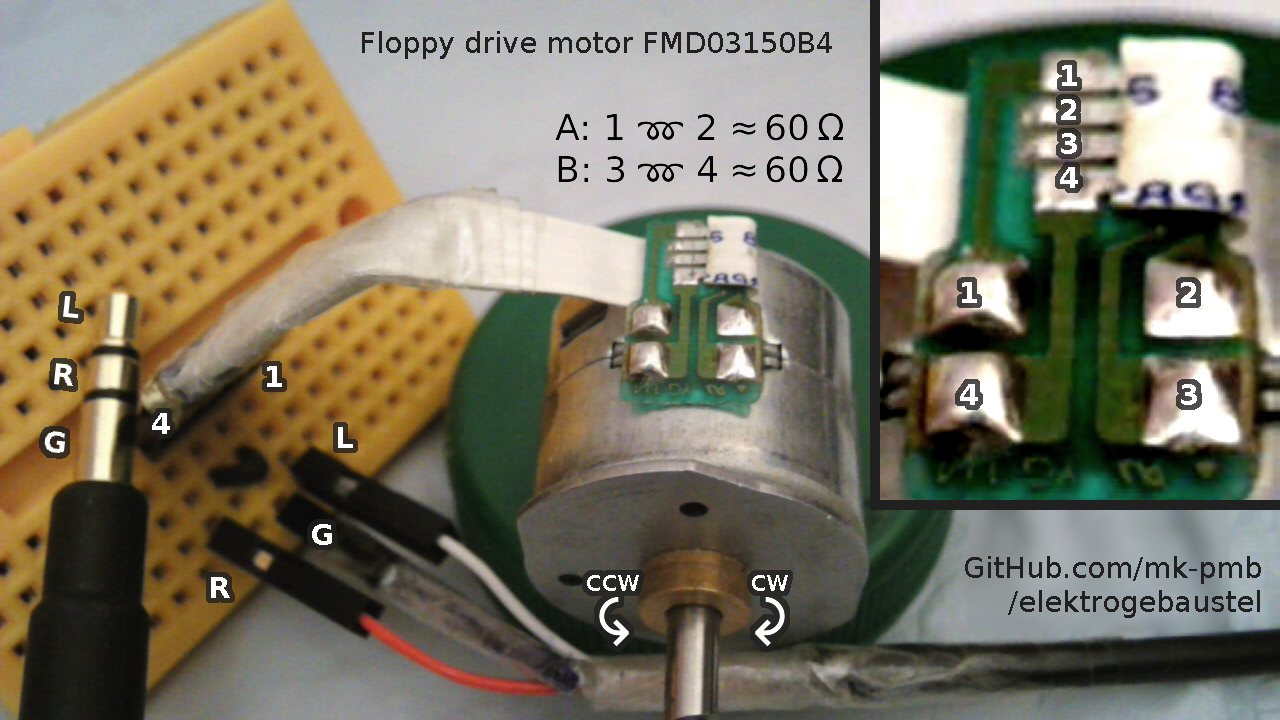 Floppy drive motor FMD03150B4
A: 1 2 ≈ 60 Ω
B: 3 4 ≈ 60 Ω
1
2
3
4
1
2
4
3
L
R
G
1
4
L
G
R
ccw
cw
GitHub.com/mk-pmb
/elektrogebaustel